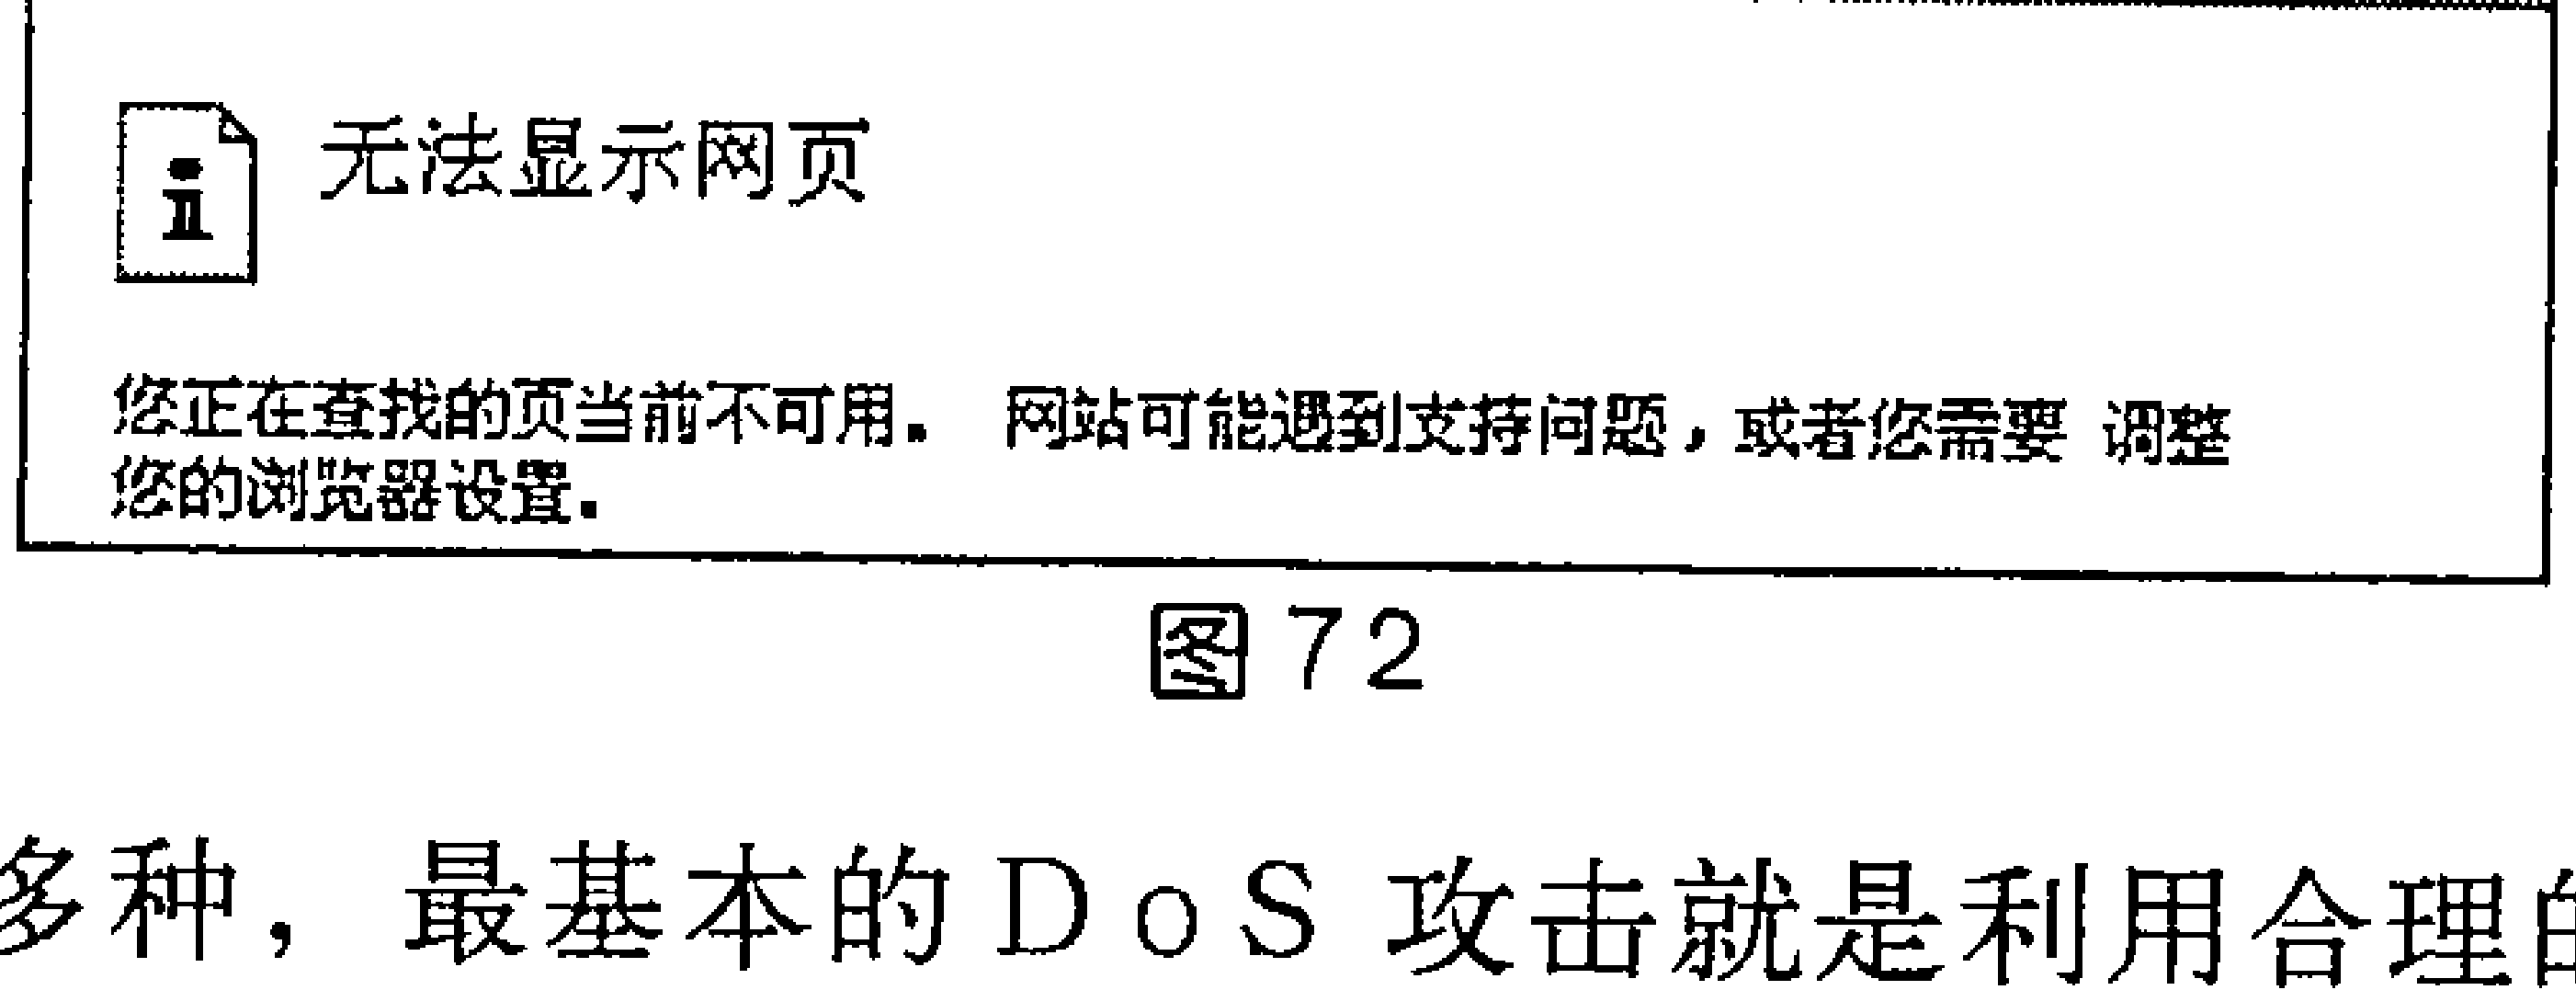 无法显示网页
您正在查找的页当前不可用。 网站可能遇到支持问题，或者您需要 调整
您的浏览器设置。
图72
多种，最基本的DoS攻击就是利用合理的